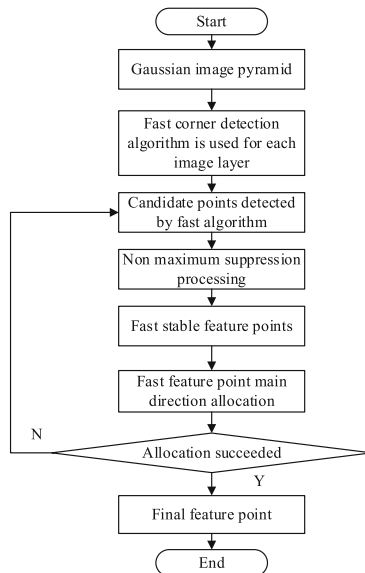 Start
Gaussian image pyramid
Fast corner detection
algorithm is used for each
image layer
Candidate points detected
by fast algorithm
Non maximum suppression
processing
Fast stable feature points
Fast feature point main
direction allocation
N
Allocation succeeded
Y
Final feature point
End